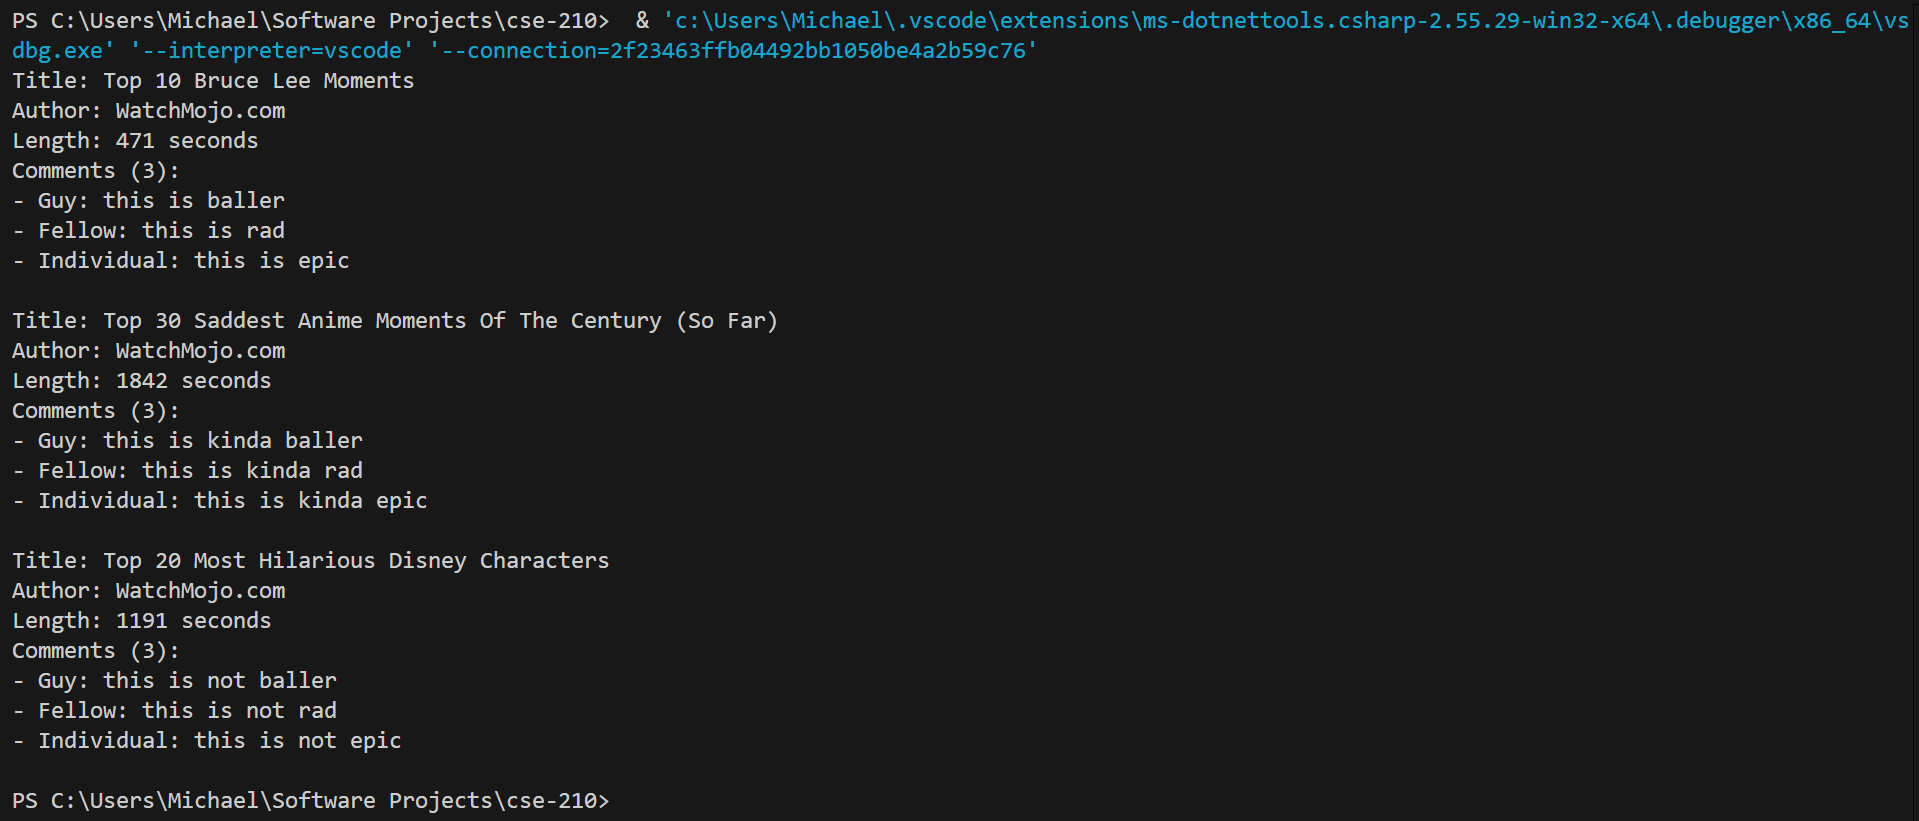 PS C:\Users\Michael\Software Projects\cse-210>  & 'c:\Users\Michael\.vscode\extensions\ms-dotnettools.csharp-2.55.29-win32-x64\.debugger\x86_64\vs
dbg.exe' '--interpreter=vscode' '--connection=2f23463ffb04492bb1050be4a2b59c76'
Title: Top 10 Bruce Lee Moments
Author: WatchMojo.com
Length: 471 seconds
Comments (3):
- Guy: this is baller
- Fellow: this is rad
- Individual: this is epic
Title: Top 30 Saddest Anime Moments Of The Century (So Far)
Author: WatchMojo.com
Length: 1842 seconds
Comments (3):
- Guy: this is kinda baller
- Fellow: this is kinda rad
- Individual: this is kinda epic
Title: Top 20 Most Hilarious Disney Characters
Author: WatchMojo.com
Length: 1191 seconds
Comments (3):
- Guy: this is not baller
- Fellow: this is not rad
- Individual: this is not epic
PS C:\Users\Michael\Software Projects\cse-210>